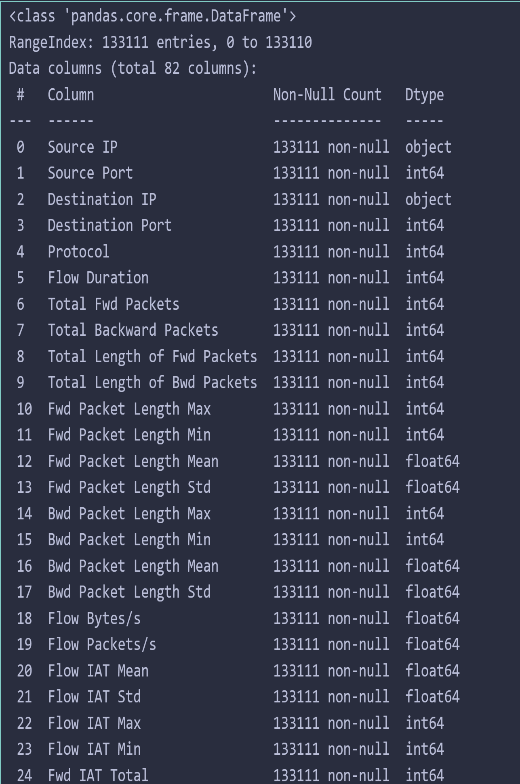 <class 'pandas.core.frame.DataFrame'>
RangeIndex: 133111 entries, 0 to 133110
Data columns (total 82 columns):
 #   Column                       Non-Null Count   Dtype
---  ------                       --------------   -----
 0   Source IP                    133111 non-null  object
 1   Source Port                  133111 non-null  int64
 2   Destination IP               133111 non-null  object
 3   Destination Port             133111 non-null  int64
 4   Protocol                     133111 non-null  int64
 5   Flow Duration                133111 non-null  int64
 6   Total Fwd Packets            133111 non-null  int64
 7   Total Backward Packets       133111 non-null  int64
 8   Total Length of Fwd Packets  133111 non-null  int64
 9   Total Length of Bwd Packets  133111 non-null  int64
 10  Fwd Packet Length Max        133111 non-null  int64
 11  Fwd Packet Length Min        133111 non-null  int64
 12  Fwd Packet Length Mean       133111 non-null  float64
 13  Fwd Packet Length Std        133111 non-null  float64
 14  Bwd Packet Length Max        133111 non-null  int64
 15  Bwd Packet Length Min        133111 non-null  int64
 16  Bwd Packet Length Mean       133111 non-null  float64
 17  Bwd Packet Length Std        133111 non-null  float64
 18  Flow Bytes/s                 133111 non-null  float64
 19  Flow Packets/s               133111 non-null  float64
 20  Flow IAT Mean                133111 non-null  float64
 21  Flow IAT Std                 133111 non-null  float64
 22  Flow IAT Max                 133111 non-null  int64
 23  Flow IAT Min                 133111 non-null  int64
 24  Fwd IAT Total                133111 non-null  int64